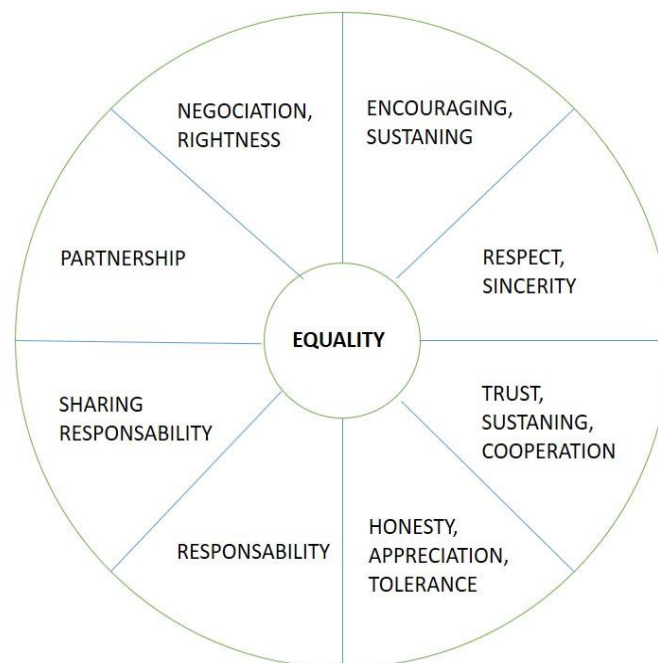 NEGOCIATION,
RIGHTNESS
ENCOURAGING,
SUSTANING
RESPECT,
SINCERITY
TRUST,
SUSTANING,
COOPERATION
HONESTY,
APPRECIATION,
TOLERANCE
RESPONSABILITY
SHARING
RESPONSABILITY
PARTNERSHIP
EQUALITY